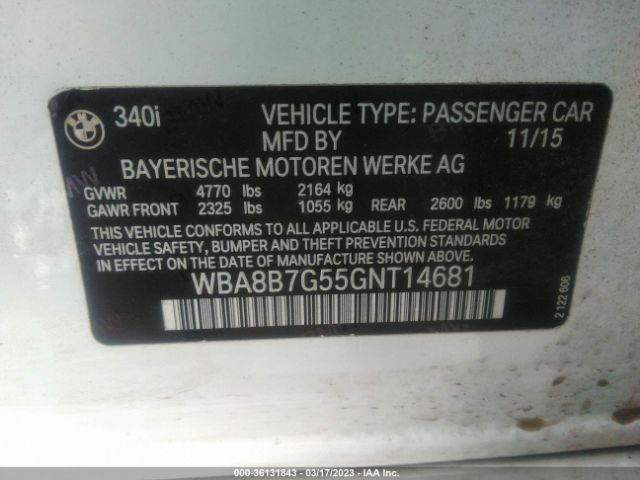 BMW 340i VEHICLE TYPE: PASSENGER CAR
MFD BY 11/15
BAYERISCHE MOTOREN WERKE AG
GVWR 4770 lbs 2164 kg
GAWR FRONT 2325 lbs 1055 kg REAR 2600 lbs 1179 kg
THIS VEHICLE CONFORMS TO ALL APPLICABLE U.S. FEDERAL MOTOR
VEHICLE SAFETY, BUMPER AND THEFT PREVENTION STANDARDS IN
EFFECT ON THE DATE OF MANUFACTURE SHOWN ABOVE.
WBA8B7G55GNT14681
2 122 606
000-36131843 - 03/17/2023 - IAA Inc.